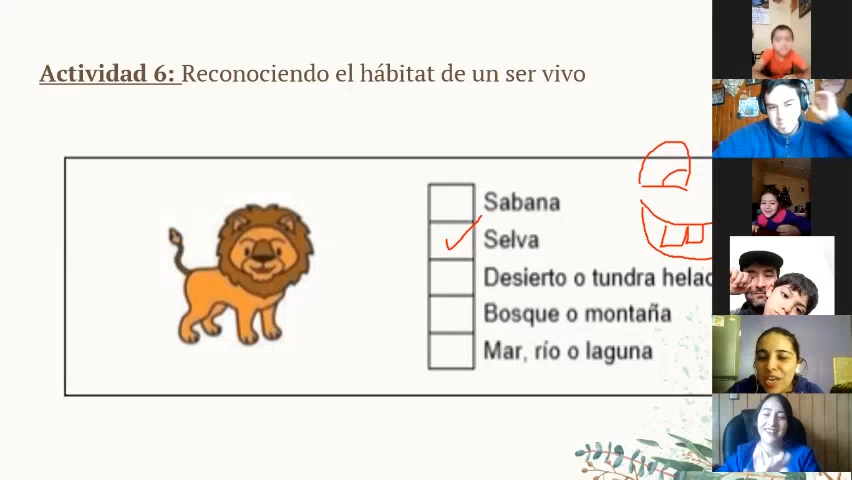 Actividad 6: Reconociendo el hábitat de un ser vivo
Sabana
Selva
Desierto o tundra helad
Bosque o montaña
Mar, río o laguna